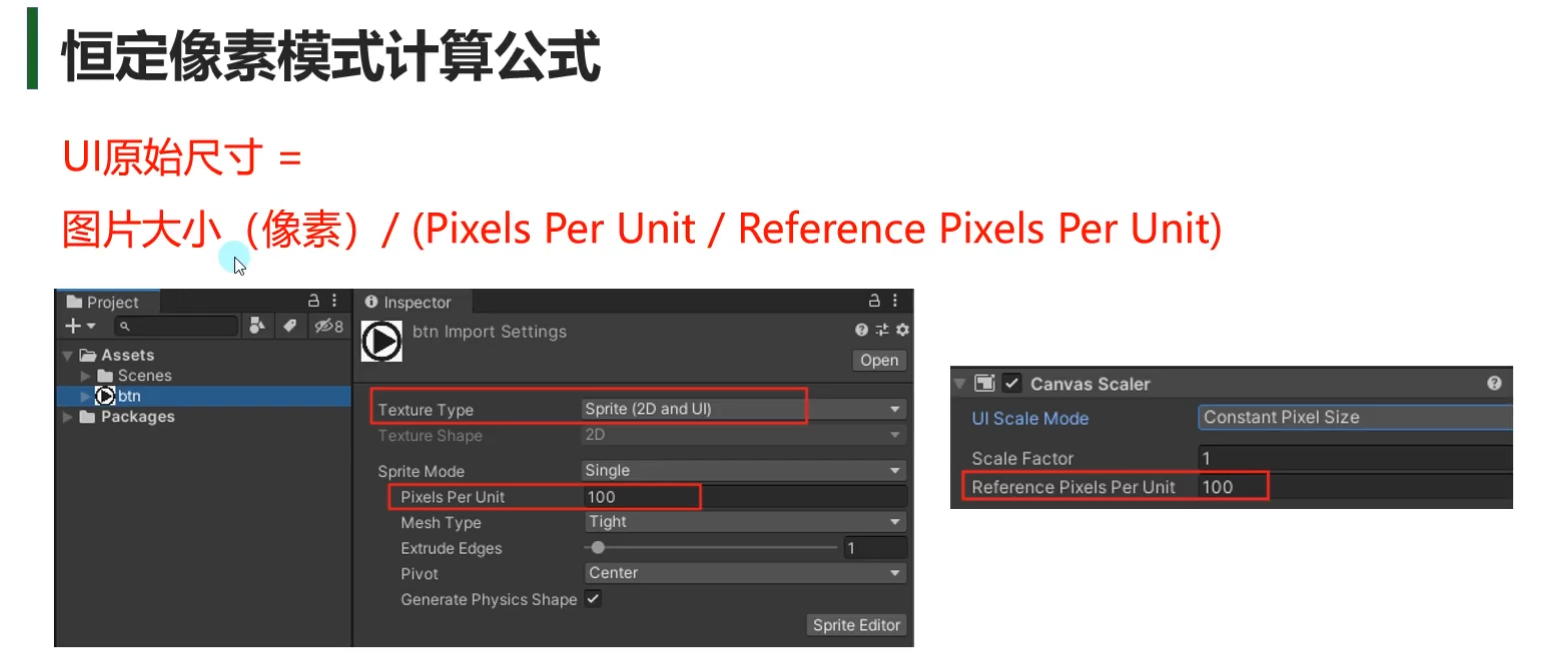 恒定像素模式计算公式
UI原始尺寸 =
图片大小（像素）/ (Pixels Per Unit / Reference Pixels Per Unit)
Project
8
Assets
Scenes
btn
Packages
Inspector
btn Import Settings
Open
Texture Type Sprite (2D and UI)
Texture Shape 2D
Sprite Mode Single
Pixels Per Unit 100
Mesh Type Tight
Extrude Edges 1
Pivot Center
Generate Physics Shape
Sprite Editor
Canvas Scaler
UI Scale Mode Constant Pixel Size
Scale Factor 1
Reference Pixels Per Unit 100